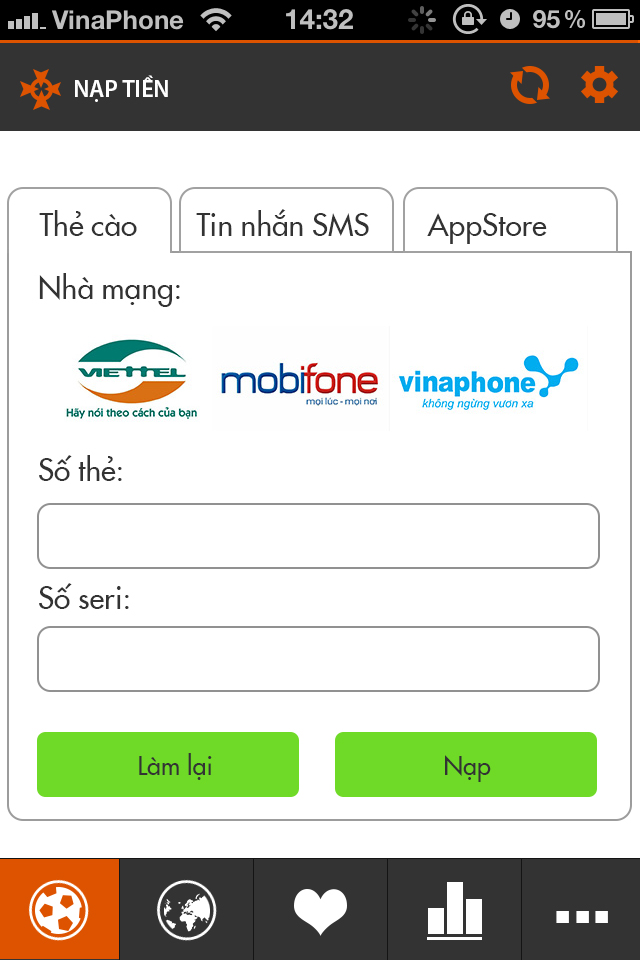 VinaPhone 14:32 95 %
NẠP TIỀN
Thẻ cào Tin nhắn SMS AppStore
Nhà mạng:
VIETTEL
Hãy nói theo cách của bạn
mobifone
mọi lúc - mọi nơi
vinaphone
không ngừng vươn xa
Số thẻ:
Số seri:
Làm lại Nạp